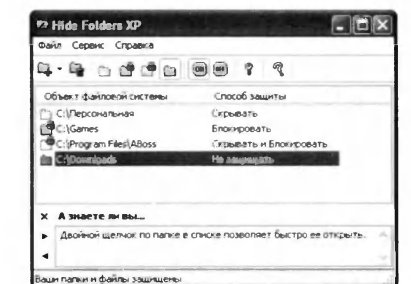 Hide Folders XP
Файл Сервис Справка
Объект файловой системы Способ защиты
C:\Персональная Скрывать
C:\Games Блокировать
C:\Program Files\ABoss Скрывать и Блокировать
C:\Downloads Не защищать
А знаете ли вы...
Двойной щелчок по папке в списке позволяет быстро ее открыть.
Ваши папки и файлы защищены